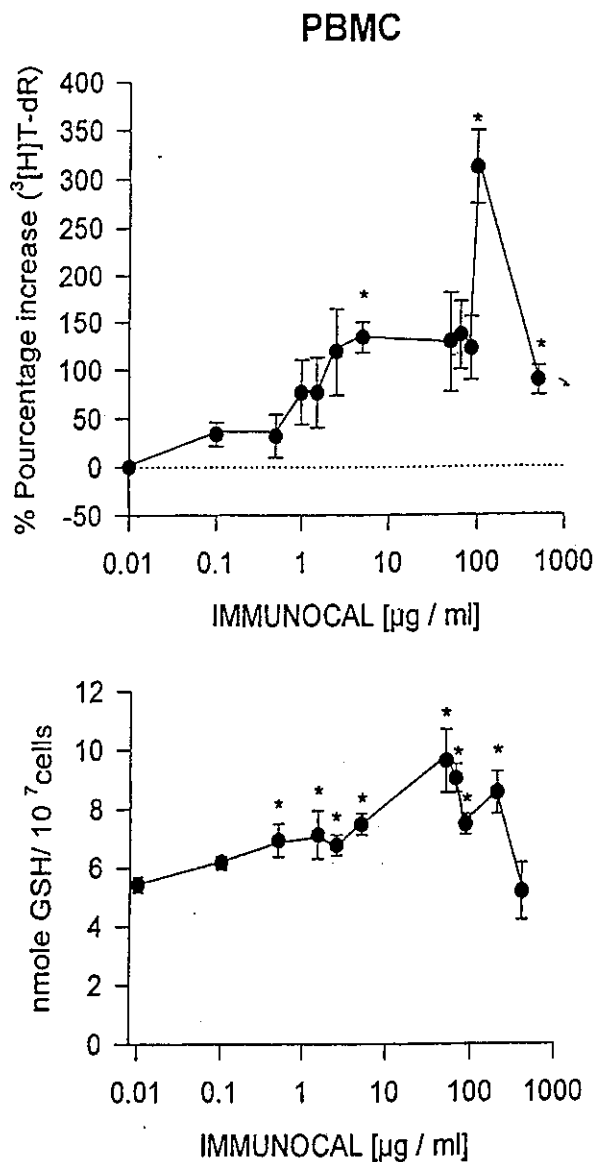 PBMC
% Pourcentage increase (³[H]T-dR)
400
350
300
250
200
150
100
50
0
-50
* * *
0.01 0.1 1 10 100 1000
IMMUNOCAL [µg / ml]
nmole GSH/ 10 ⁷cells
12
10
8
6
4
2
0
* * * * * * * *
0.01 0.1 1 10 100 1000
IMMUNOCAL [µg / ml]